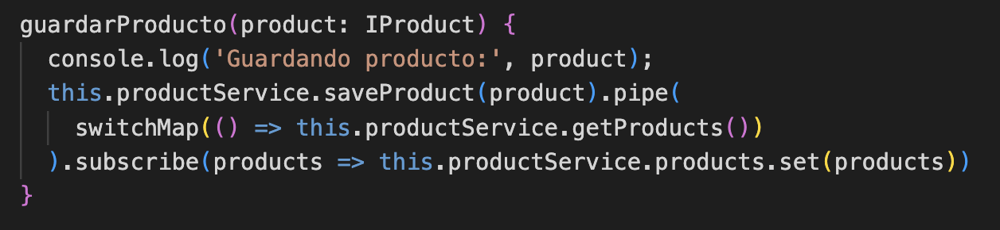 guardarProducto(product: IProduct) {
console.log('Guardando producto:', product);
this.productService.saveProduct(product).pipe(
switchMap(() => this.productService.getProducts())
).subscribe(products => this.productService.products.set(products))
}